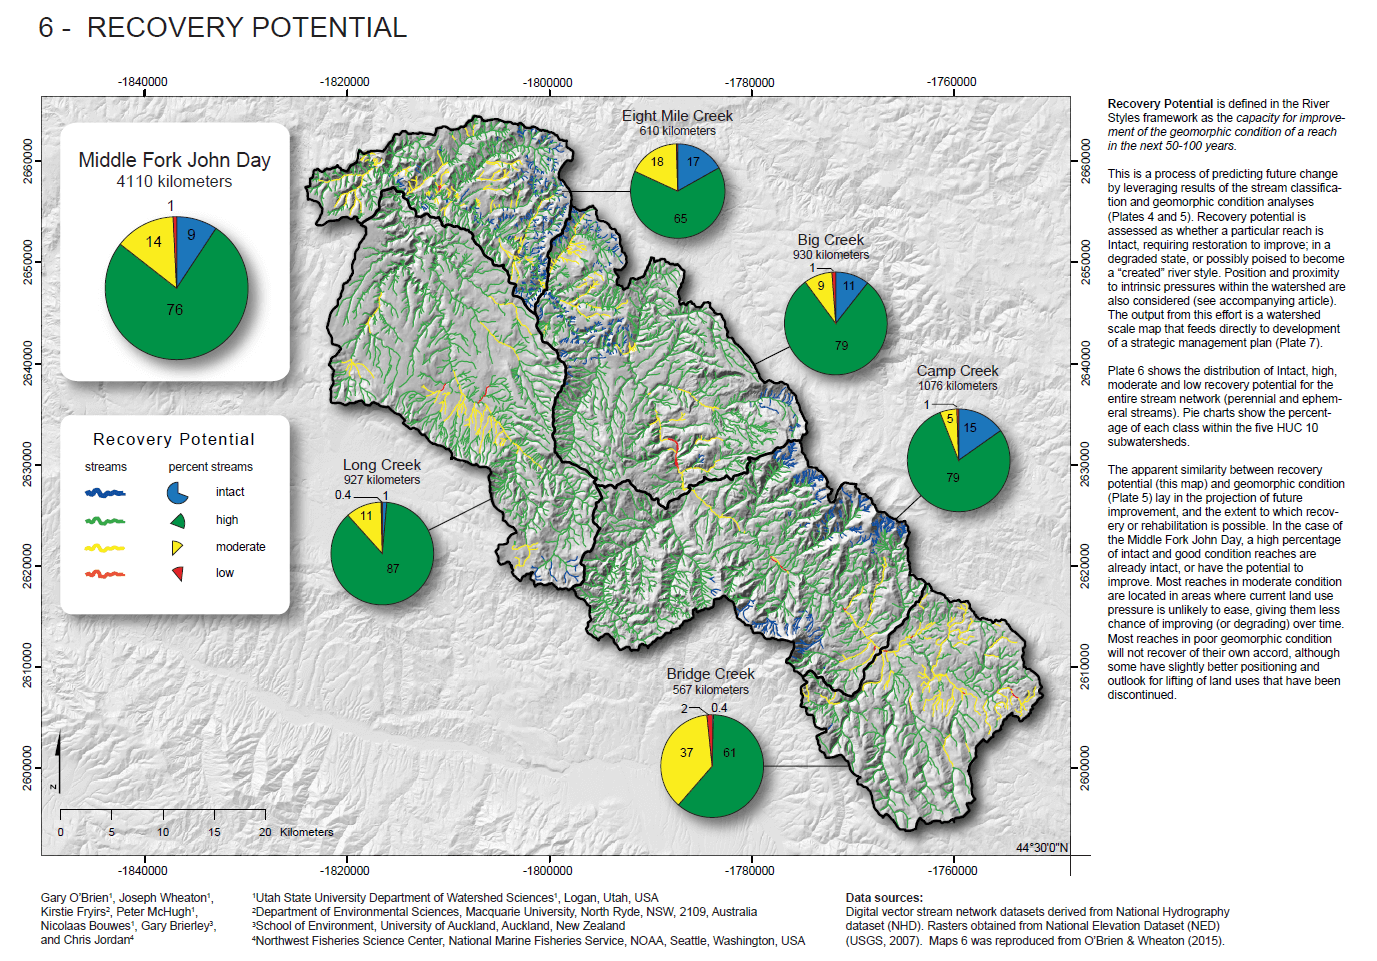 6 - RECOVERY POTENTIAL
-1840000
-1820000
-1800000
-1780000
-1760000
2660000
2650000
2640000
2630000
2620000
2610000
2600000
Middle Fork John Day
4110 kilometers
1
14
9
76
Recovery Potential
streams
percent streams
intact
high
moderate
low
Eight Mile Creek
610 kilometers
18
17
65
Big Creek
930 kilometers
1
9
11
79
Camp Creek
1076 kilometers
1
5
15
79
Long Creek
927 kilometers
0.4
1
11
87
Bridge Creek
567 kilometers
2
0.4
37
61
2660000
2650000
2640000
2630000
2620000
2610000
2600000
N
0
5
10
15
20
Kilometers
44°30'0"N
-1840000
-1820000
-1800000
-1780000
-1760000
Recovery Potential is defined in the River
Styles framework as the capacity for improve-
ment of the geomorphic condition of a reach
in the next 50-100 years.
This is a process of predicting future change
by leveraging results of the stream classifica-
tion and geomorphic condition analyses
(Plates 4 and 5). Recovery potential is
assessed as whether a particular reach is
Intact, requiring restoration to improve; in a
degraded state, or possibly poised to become
a “created” river style. Position and proximity
to intrinsic pressures within the watershed are
also considered (see accompanying article).
The output from this effort is a watershed
scale map that feeds directly to development
of a strategic management plan (Plate 7).
Plate 6 shows the distribution of Intact, high,
moderate and low recovery potential for the
entire stream network (perennial and ephem-
eral streams). Pie charts show the percent-
age of each class within the five HUC 10
subwatersheds.
The apparent similarity between recovery
potential (this map) and geomorphic condition
(Plate 5) lay in the projection of future
improvement, and the extent to which recov-
ery or rehabilitation is possible. In the case of
the Middle Fork John Day, a high percentage
of intact and good condition reaches are
already intact, or have the potential to
improve. Most reaches in moderate condition
are located in areas where current land use
pressure is unlikely to ease, giving them less
chance of improving (or degrading) over time.
Most reaches in poor geomorphic condition
will not recover of their own accord, although
some have slightly better positioning and
outlook for lifting of land uses that have been
discontinued.
Gary O'Brien¹, Joseph Wheaton¹,
Kirstie Fryirs², Peter McHugh¹,
Nicolaas Bouwes¹, Gary Brierley³,
and Chris Jordan⁴
¹Utah State University Department of Watershed Sciences¹, Logan, Utah, USA
²Department of Environmental Sciences, Macquarie University, North Ryde, NSW, 2109, Australia
³School of Environment, University of Auckland, Auckland, New Zealand
⁴Northwest Fisheries Science Center, National Marine Fisheries Service, NOAA, Seattle, Washington, USA
Data sources:
Digital vector stream network datasets derived from National Hydrography
dataset (NHD). Rasters obtained from National Elevation Dataset (NED)
(USGS, 2007). Maps 6 was reproduced from O'Brien & Wheaton (2015).